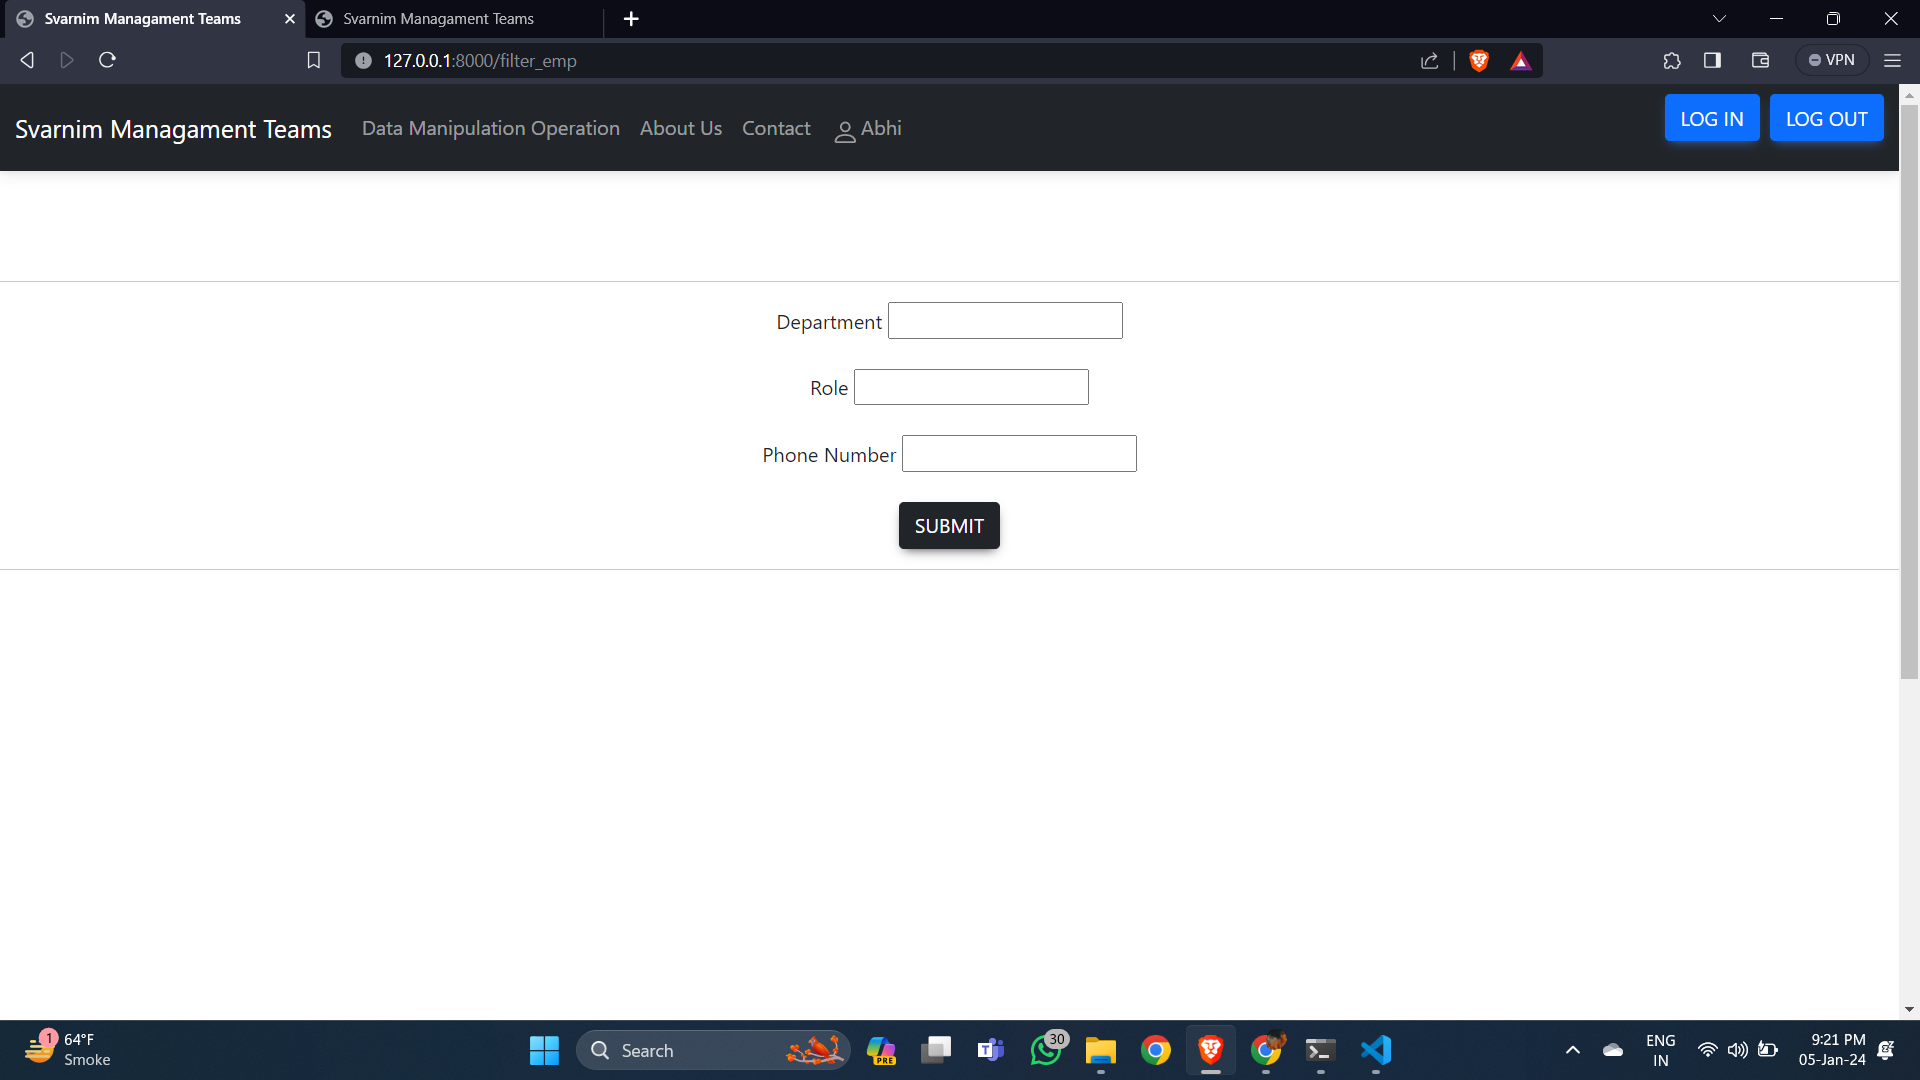 Svarnim Managament Teams
Svarnim Managament Teams
127.0.0.1:8000/filter_emp
VPN
Svarnim Managament Teams
Data Manipulation Operation
About Us
Contact
Abhi
LOG IN
LOG OUT
Department
Role
Phone Number
SUBMIT
1
64°F
Smoke
Search
PRE
30
ENG
IN
9:21 PM
05-Jan-24